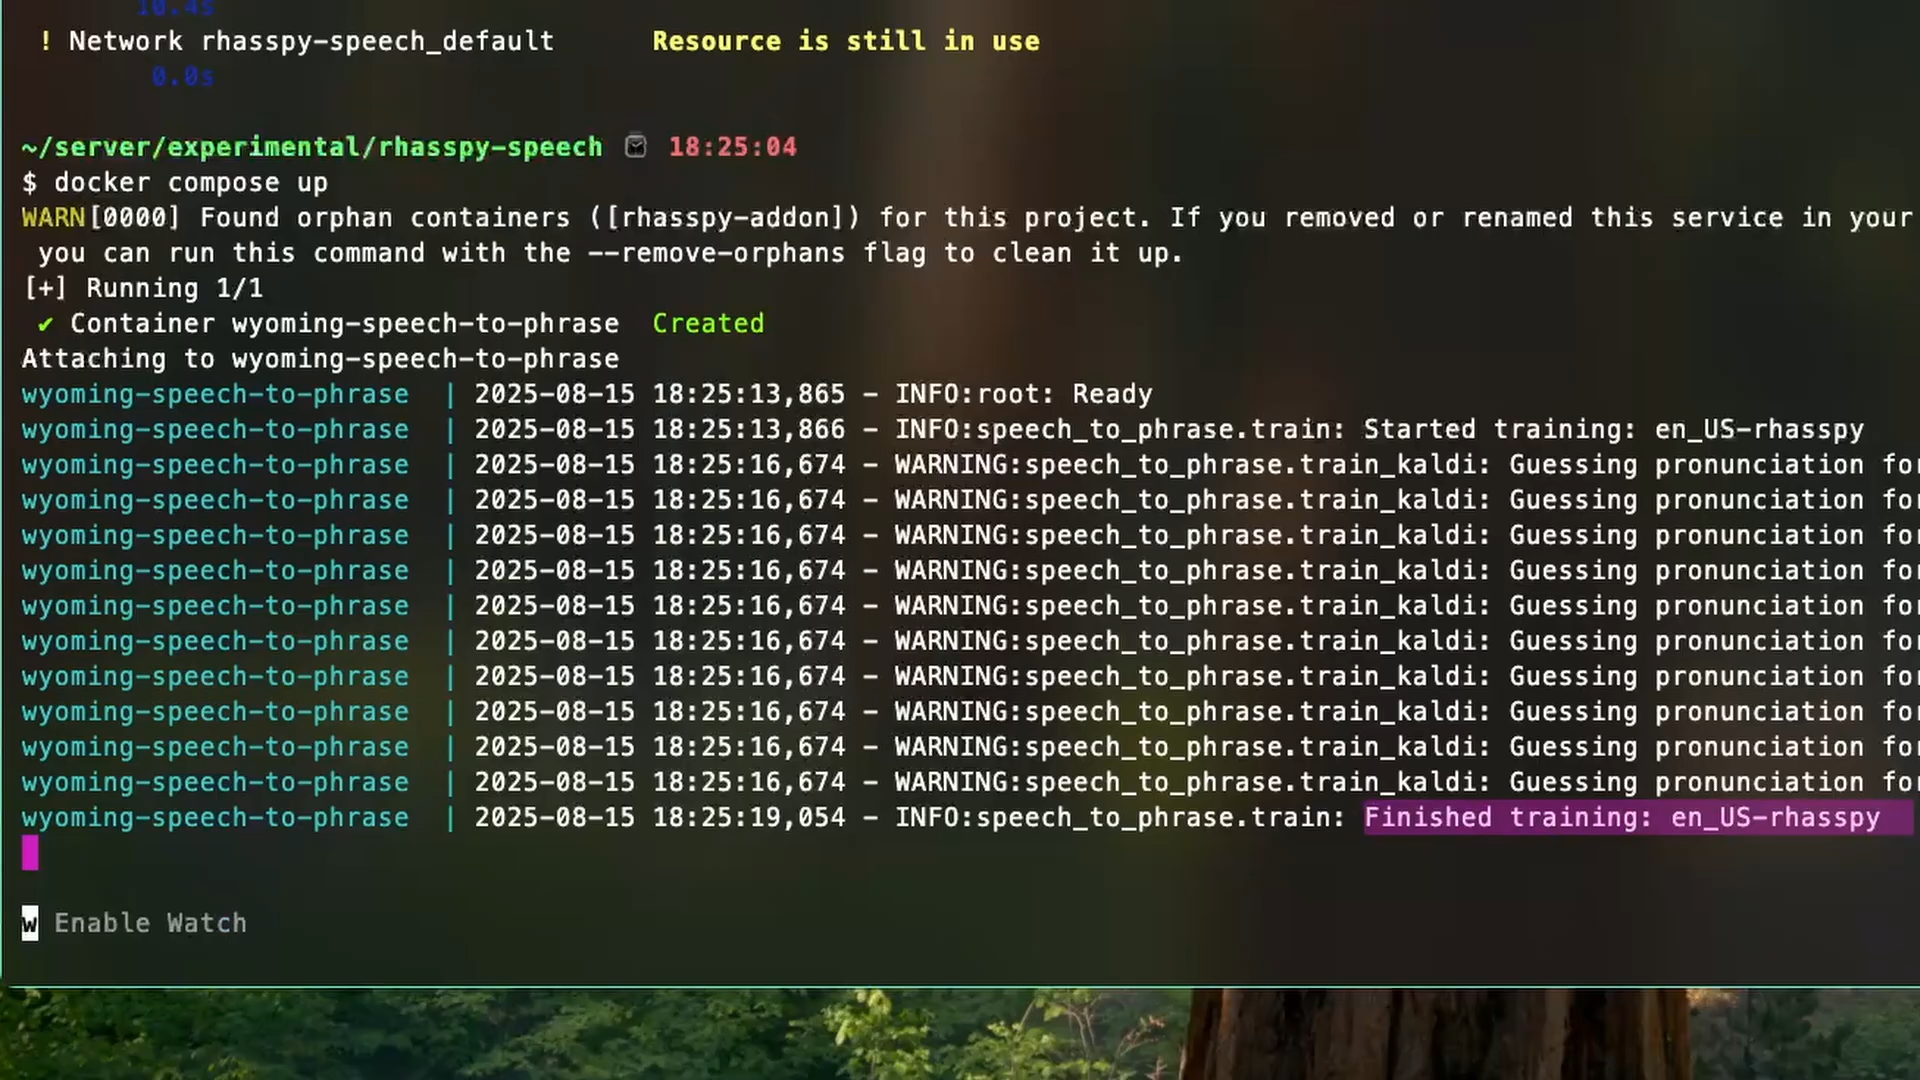 10.4s
! Network rhasspy-speech_default Resource is still in use
0.0s
~/server/experimental/rhasspy-speech 18:25:04
$ docker compose up
WARN[0000] Found orphan containers ([rhasspy-addon]) for this project. If you removed or renamed this service in your
you can run this command with the --remove-orphans flag to clean it up.
[+] Running 1/1
✔ Container wyoming-speech-to-phrase Created
Attaching to wyoming-speech-to-phrase
wyoming-speech-to-phrase | 2025-08-15 18:25:13,865 - INFO:root: Ready
wyoming-speech-to-phrase | 2025-08-15 18:25:13,866 - INFO:speech_to_phrase.train: Started training: en_US-rhasspy
wyoming-speech-to-phrase | 2025-08-15 18:25:16,674 - WARNING:speech_to_phrase.train_kaldi: Guessing pronunciation for
wyoming-speech-to-phrase | 2025-08-15 18:25:16,674 - WARNING:speech_to_phrase.train_kaldi: Guessing pronunciation for
wyoming-speech-to-phrase | 2025-08-15 18:25:16,674 - WARNING:speech_to_phrase.train_kaldi: Guessing pronunciation for
wyoming-speech-to-phrase | 2025-08-15 18:25:16,674 - WARNING:speech_to_phrase.train_kaldi: Guessing pronunciation for
wyoming-speech-to-phrase | 2025-08-15 18:25:16,674 - WARNING:speech_to_phrase.train_kaldi: Guessing pronunciation for
wyoming-speech-to-phrase | 2025-08-15 18:25:16,674 - WARNING:speech_to_phrase.train_kaldi: Guessing pronunciation for
wyoming-speech-to-phrase | 2025-08-15 18:25:16,674 - WARNING:speech_to_phrase.train_kaldi: Guessing pronunciation for
wyoming-speech-to-phrase | 2025-08-15 18:25:16,674 - WARNING:speech_to_phrase.train_kaldi: Guessing pronunciation for
wyoming-speech-to-phrase | 2025-08-15 18:25:16,674 - WARNING:speech_to_phrase.train_kaldi: Guessing pronunciation for
wyoming-speech-to-phrase | 2025-08-15 18:25:16,674 - WARNING:speech_to_phrase.train_kaldi: Guessing pronunciation for
wyoming-speech-to-phrase | 2025-08-15 18:25:19,054 - INFO:speech_to_phrase.train: Finished training: en_US-rhasspy
w Enable Watch